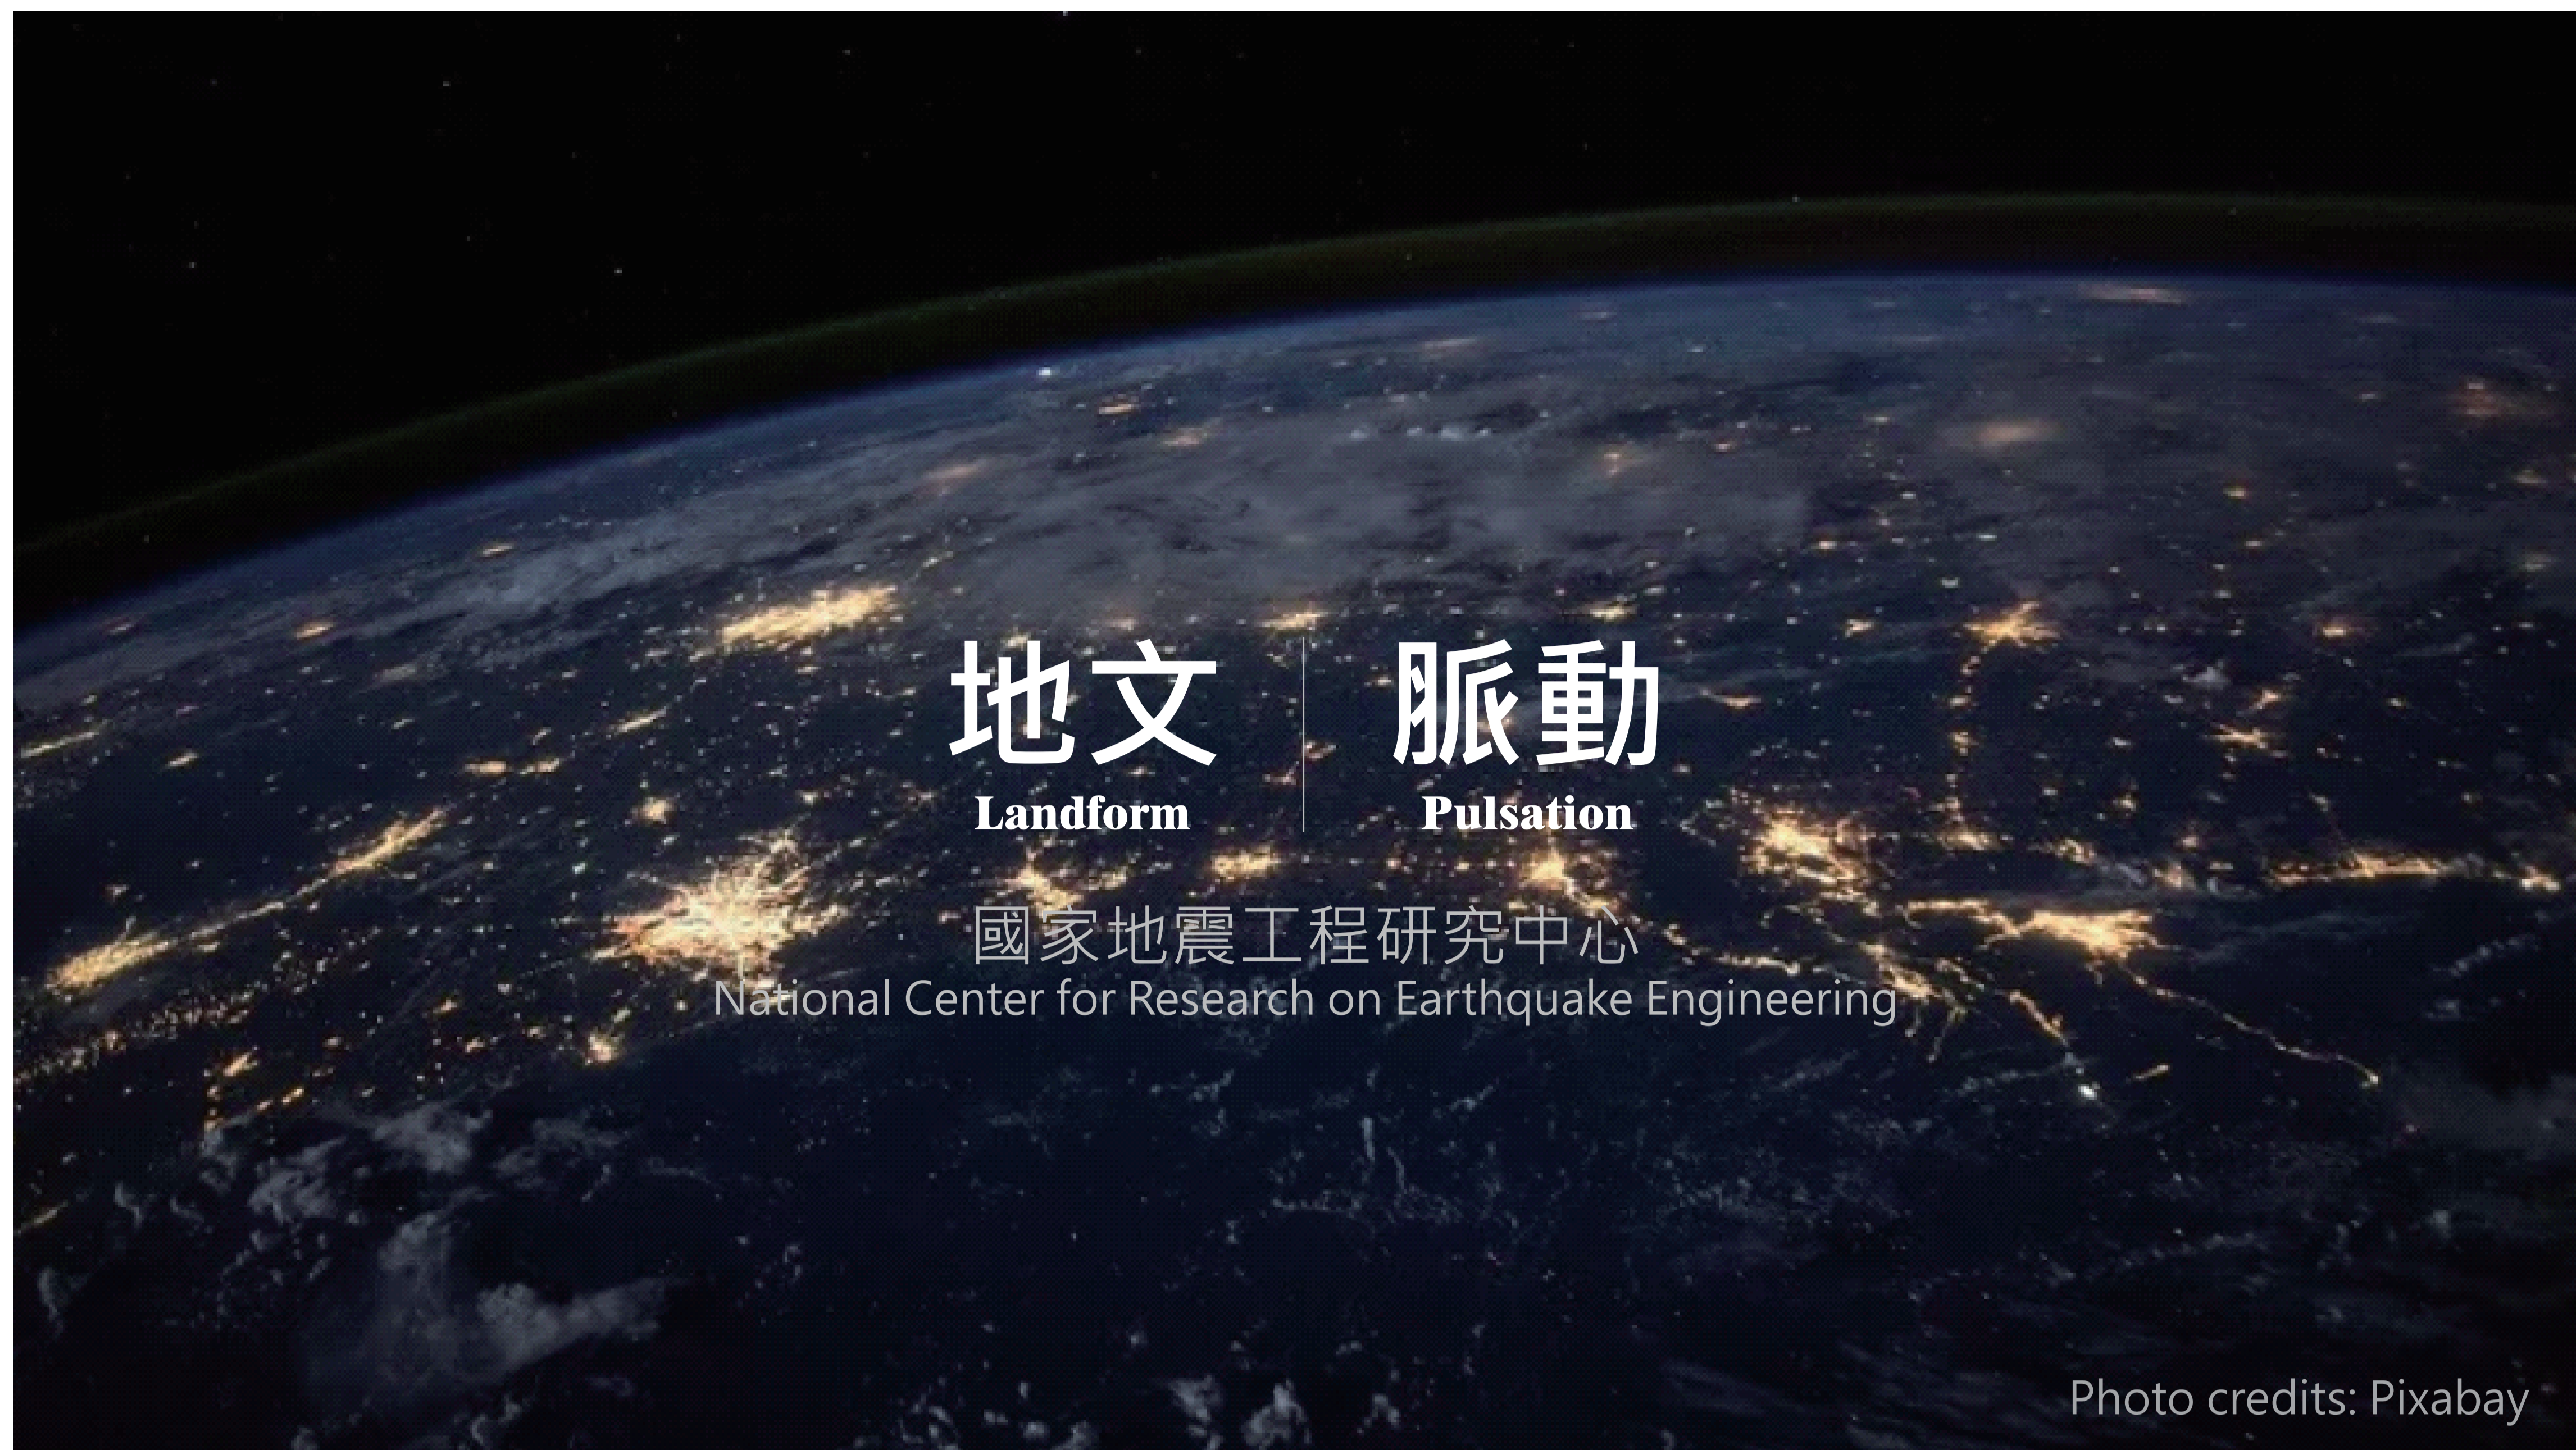 地文 脈動
Landform Pulsation
國家地震工程研究中心
National Center for Research on Earthquake Engineering
Photo credits: Pixabay